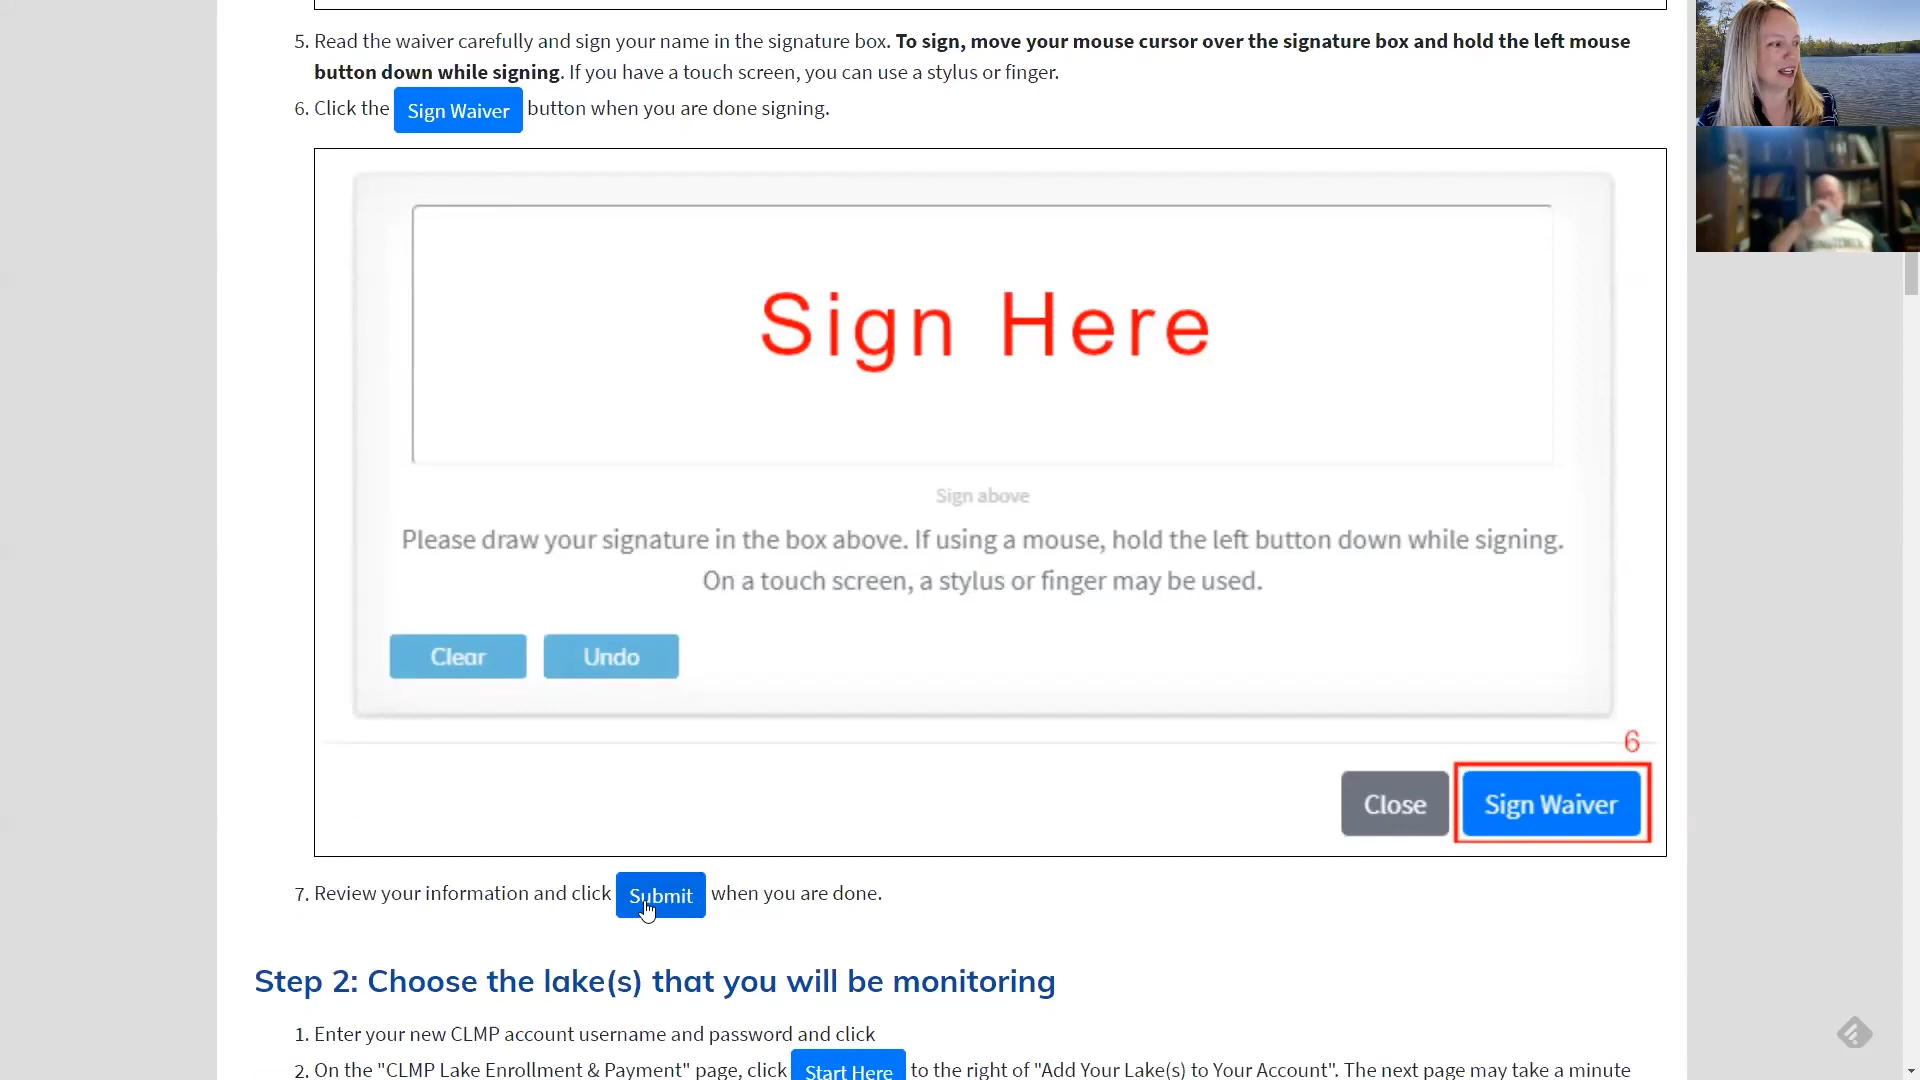 5. Read the waiver carefully and sign your name in the signature box. To sign, move your mouse cursor over the signature box and hold the left mouse
button down while signing. If you have a touch screen, you can use a stylus or finger.
6. Click the Sign Waiver button when you are done signing.
Sign Here
Sign above
Please draw your signature in the box above. If using a mouse, hold the left button down while signing.
On a touch screen, a stylus or finger may be used.
Clear Undo
6
Close Sign Waiver
7. Review your information and click Submit when you are done.
Step 2: Choose the lake(s) that you will be monitoring
1. Enter your new CLMP account username and password and click
2. On the "CLMP Lake Enrollment & Payment" page, click Start Here to the right of "Add Your Lake(s) to Your Account". The next page may take a minute